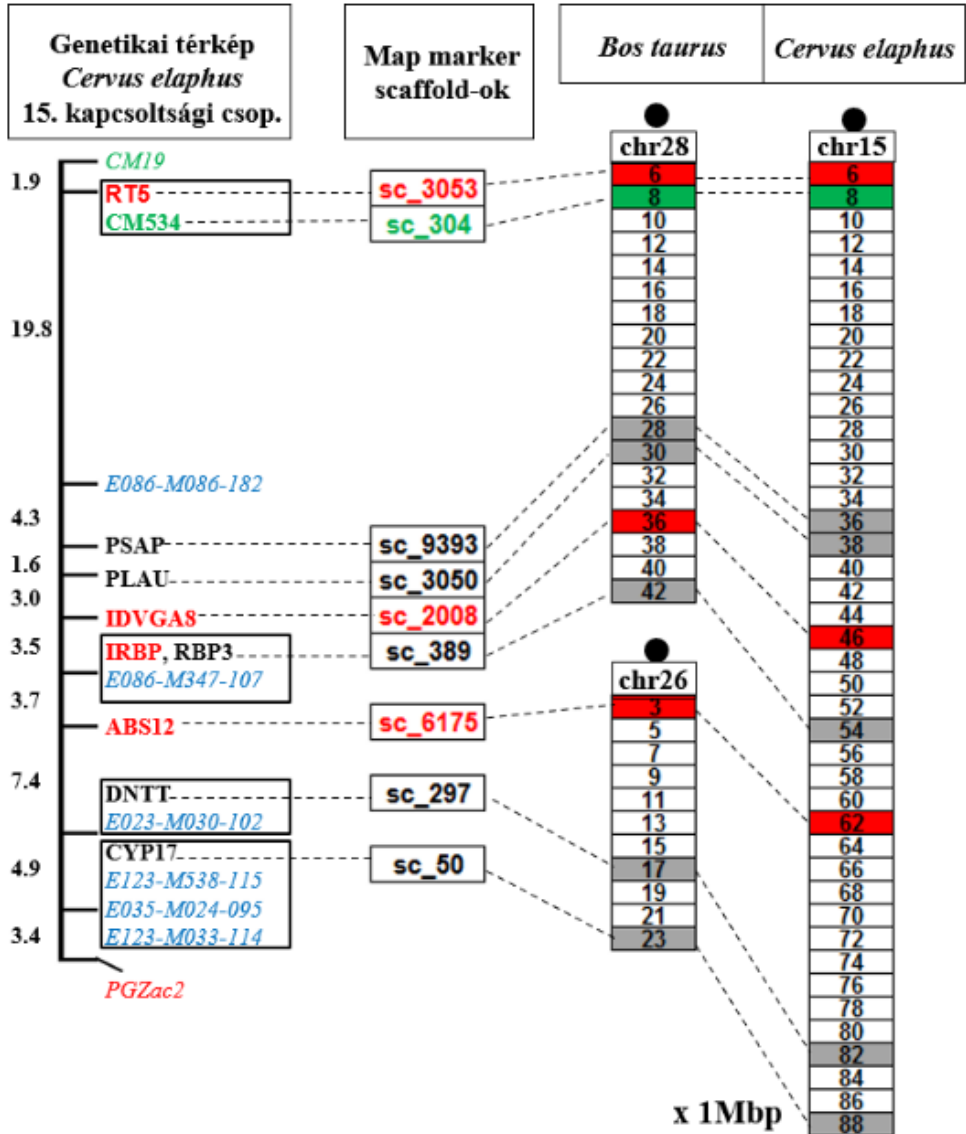 Genetikai térkép
Cervus elaphus
15. kapcsoltsági csop.
Map marker
scaffold-ok
Bos taurus
Cervus elaphus
1.9
19.8
4.3
1.6
3.0
3.5
3.7
7.4
4.9
3.4
CM19
RT5
CM534
E086-M086-182
PSAP
PLAU
IDVGA8
IRBP, RBP3
E086-M347-107
ABS12
DNTT
E023-M030-102
CYP17
E123-M538-115
E035-M024-095
E123-M033-114
PGZac2
sc_3053
sc_304
sc_9393
sc_3050
sc_2008
sc_389
sc_6175
sc_297
sc_50
chr28
6
8
10
12
14
16
18
20
22
24
26
28
30
32
34
36
38
40
42
chr26
3
5
7
9
11
13
15
17
19
21
23
chr15
6
8
10
12
14
16
18
20
22
24
26
28
30
32
34
36
38
40
42
44
46
48
50
52
54
56
58
60
62
64
66
68
70
72
74
76
78
80
82
84
86
88
x 1Mbp